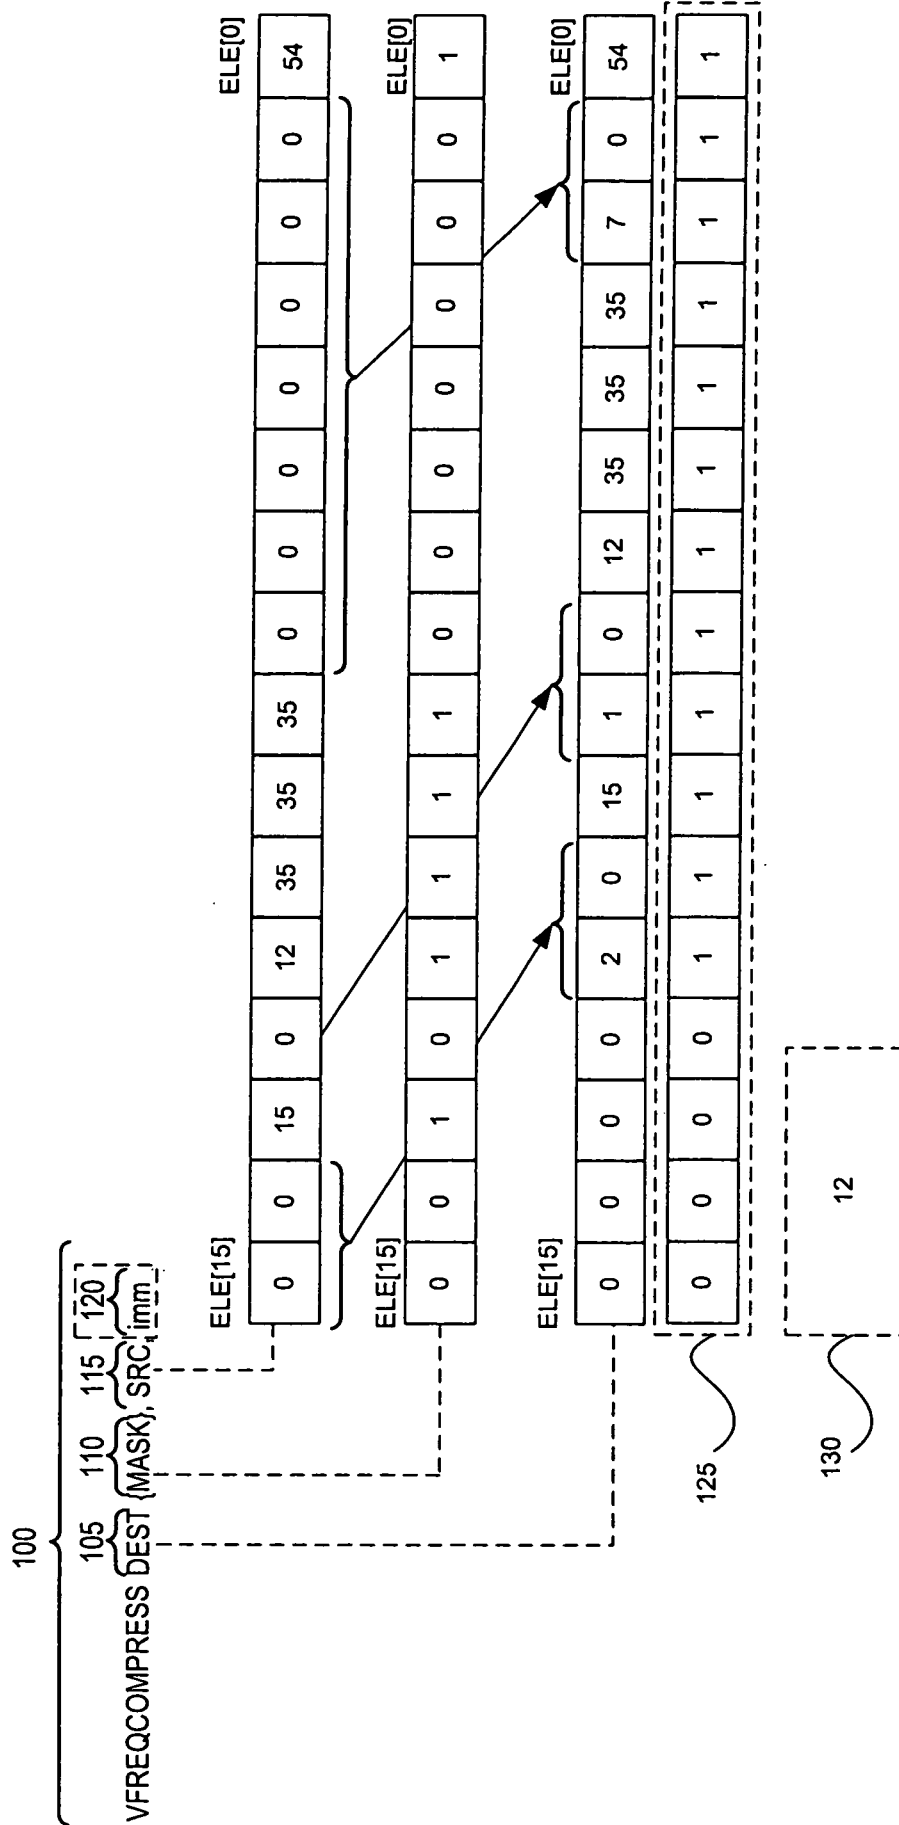 100
105 110 115 120
VFREQCOMPRESS DEST {MASK}, SRC, imm
ELE[15] ELE[0]
0 0 15 0 12 35 35 35 0 0 0 0 0 0 0 54
ELE[15] ELE[0]
0 0 1 0 1 1 1 1 0 0 0 0 0 0 0 1
ELE[15] ELE[0]
0 0 0 0 2 0 15 1 0 12 35 35 35 7 0 54
125
0 0 0 0 1 1 1 1 1 1 1 1 1 1 1 1
130
12